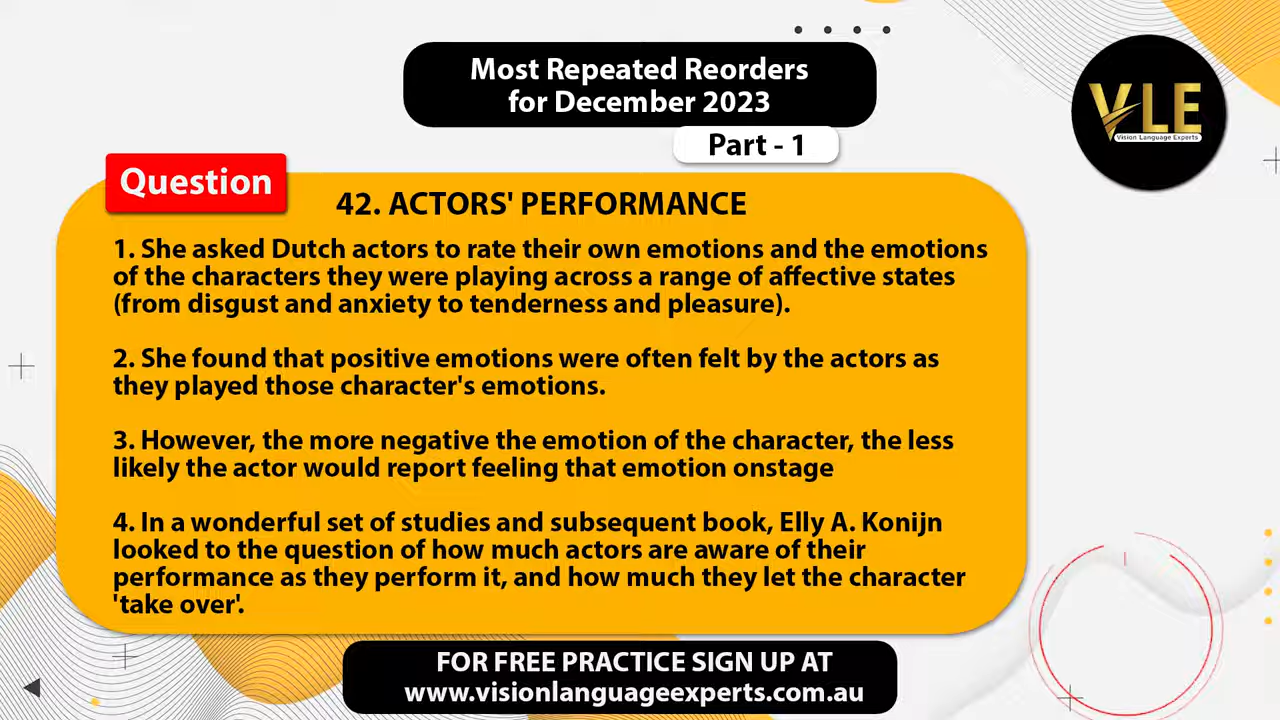 Most Repeated Reorders
for December 2023
Part - 1
VLE
Vision Language Experts
Question
42. ACTORS' PERFORMANCE
1. She asked Dutch actors to rate their own emotions and the emotions
of the characters they were playing across a range of affective states
(from disgust and anxiety to tenderness and pleasure).
2. She found that positive emotions were often felt by the actors as
they played those character's emotions.
3. However, the more negative the emotion of the character, the less
likely the actor would report feeling that emotion onstage
4. In a wonderful set of studies and subsequent book, Elly A. Konijn
looked to the question of how much actors are aware of their
performance as they perform it, and how much they let the character
'take over'.
FOR FREE PRACTICE SIGN UP AT
www.visionlanguageexperts.com.au